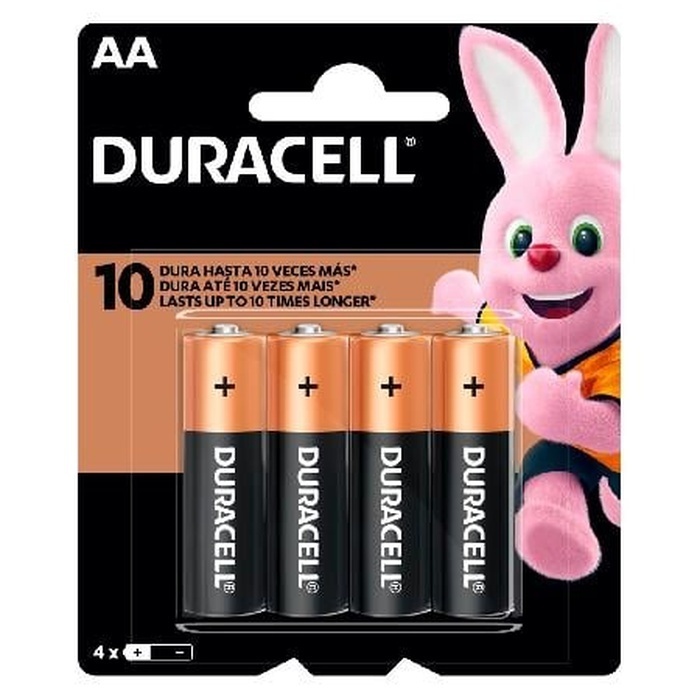 AA
DURACELL®
10
DURA HASTA 10 VECES MÁS*
DURA ATÉ 10 VEZES MAIS*
LASTS UP TO 10 TIMES LONGER*
+ + + +
DURACELL®
DURACELL®
DURACELL®
DURACELL®
4 x + -